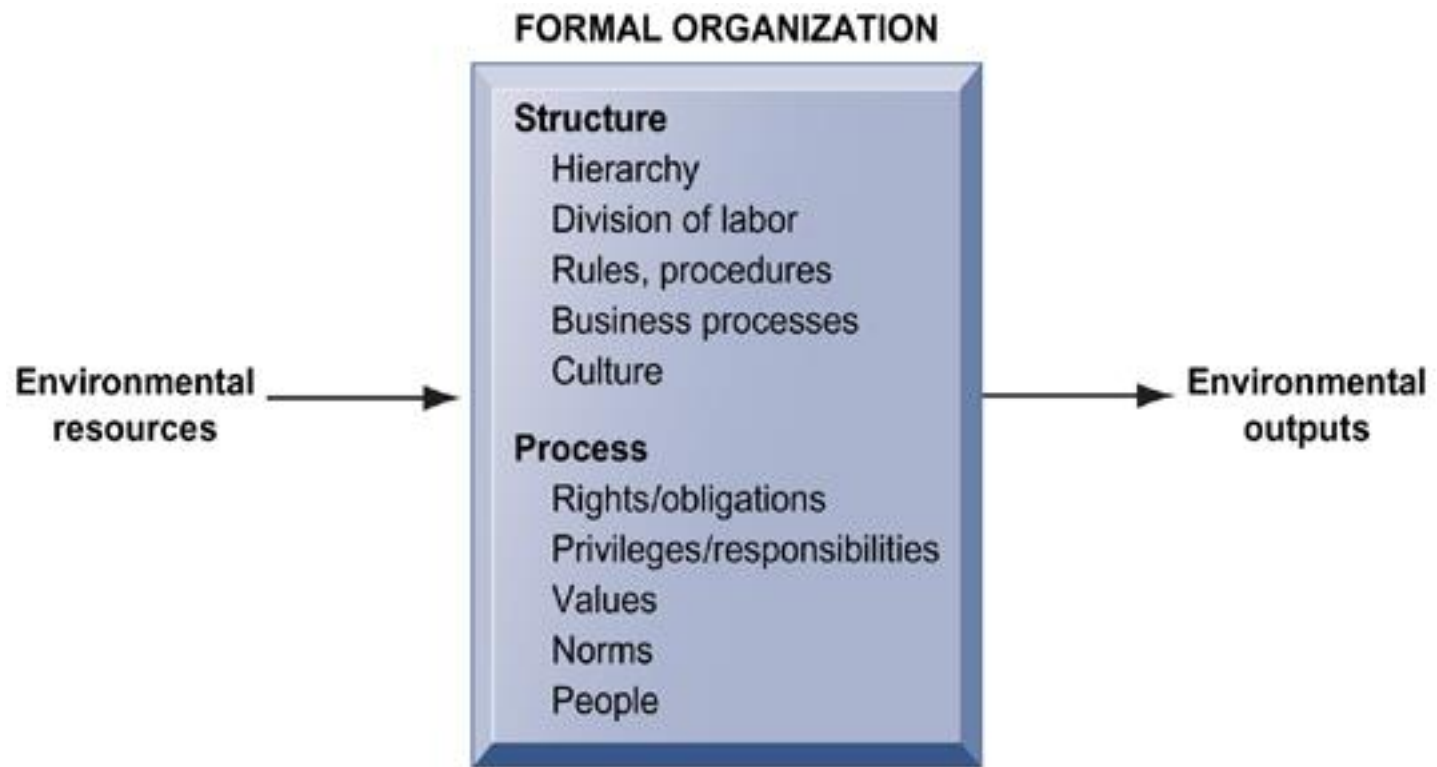 FORMAL ORGANIZATION
Structure
Hierarchy
Division of labor
Rules, procedures
Business processes
Culture
Environmental
resources
Process
Rights/obligations
Privileges/responsibilities
Values
Norms
People
Environmental
outputs